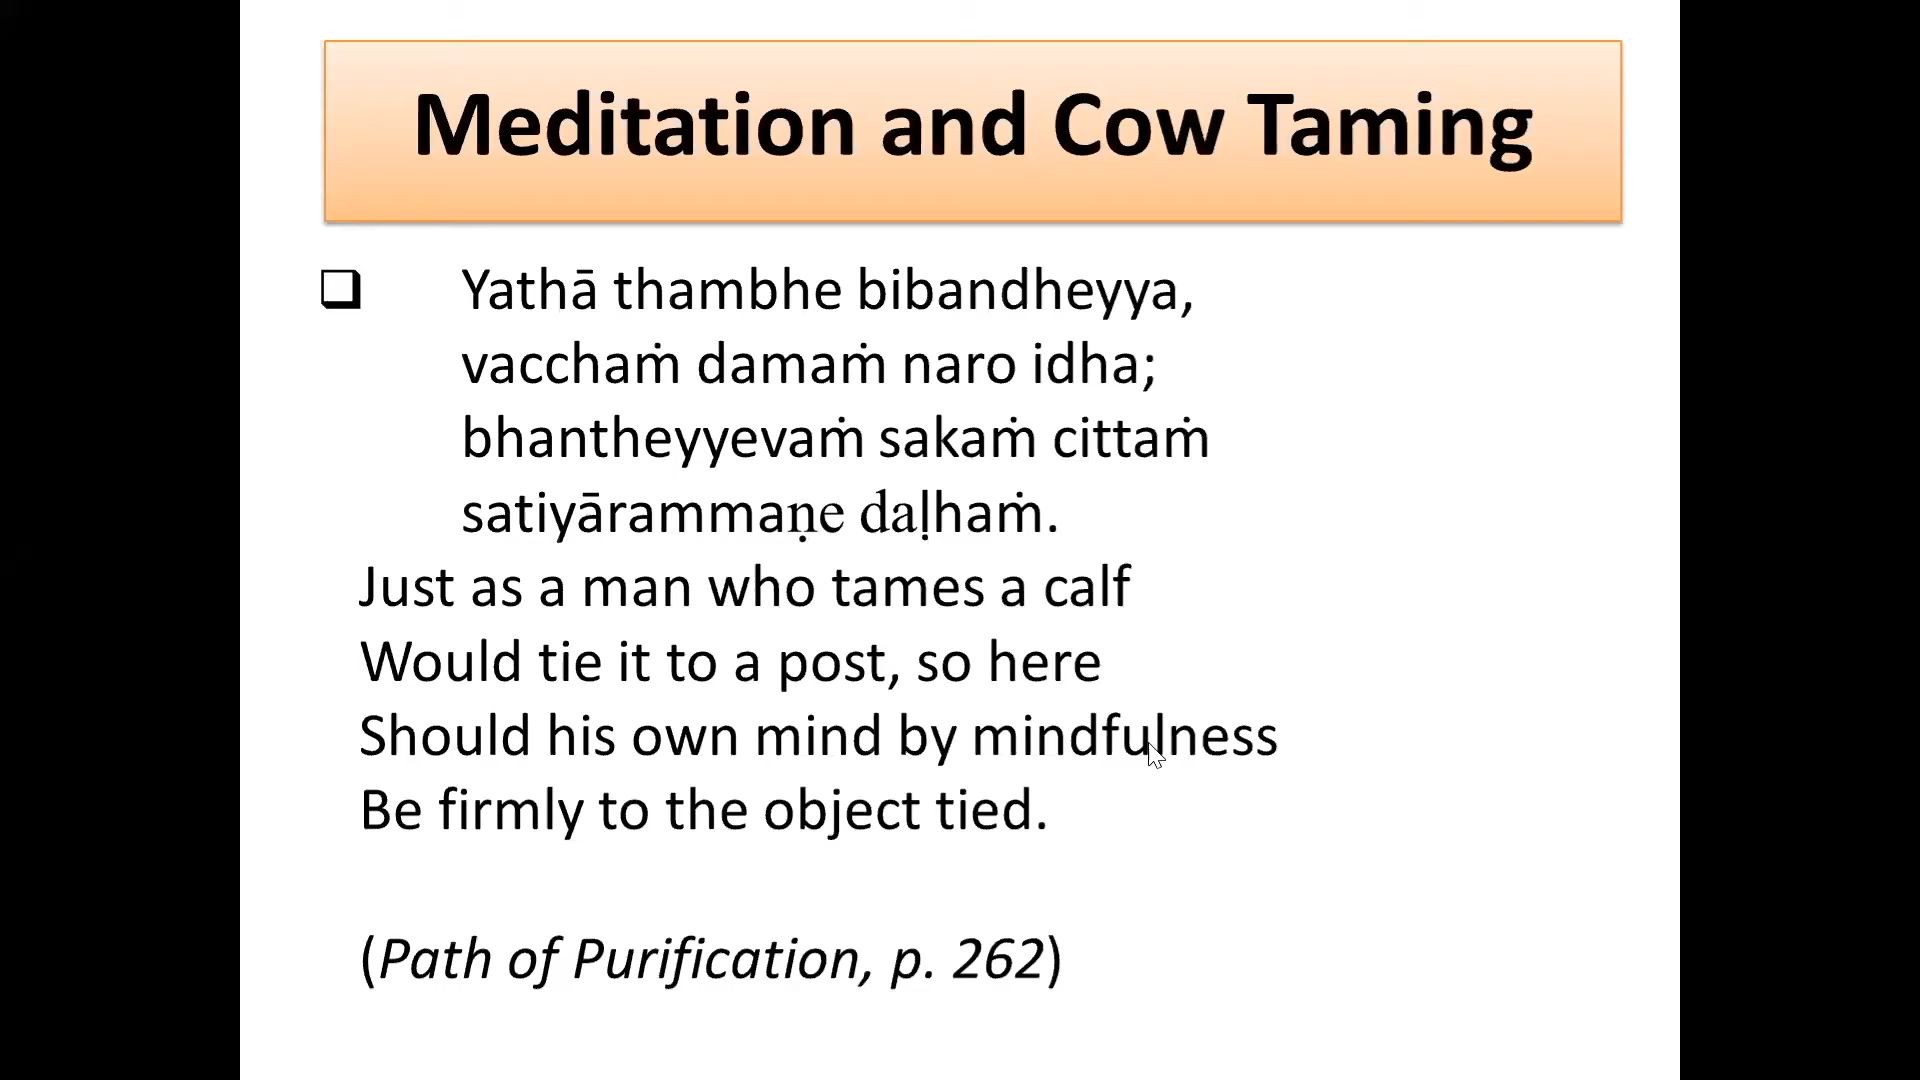 Meditation and Cow Taming
Yathā thambhe bibandheyya,
vacchaṁ damaṁ naro idha;
bhantheyyevaṁ sakaṁ cittaṁ
satiyārammaṇe daḷhaṁ.
Just as a man who tames a calf
Would tie it to a post, so here
Should his own mind by mindfulness
Be firmly to the object tied.
(Path of Purification, p. 262)